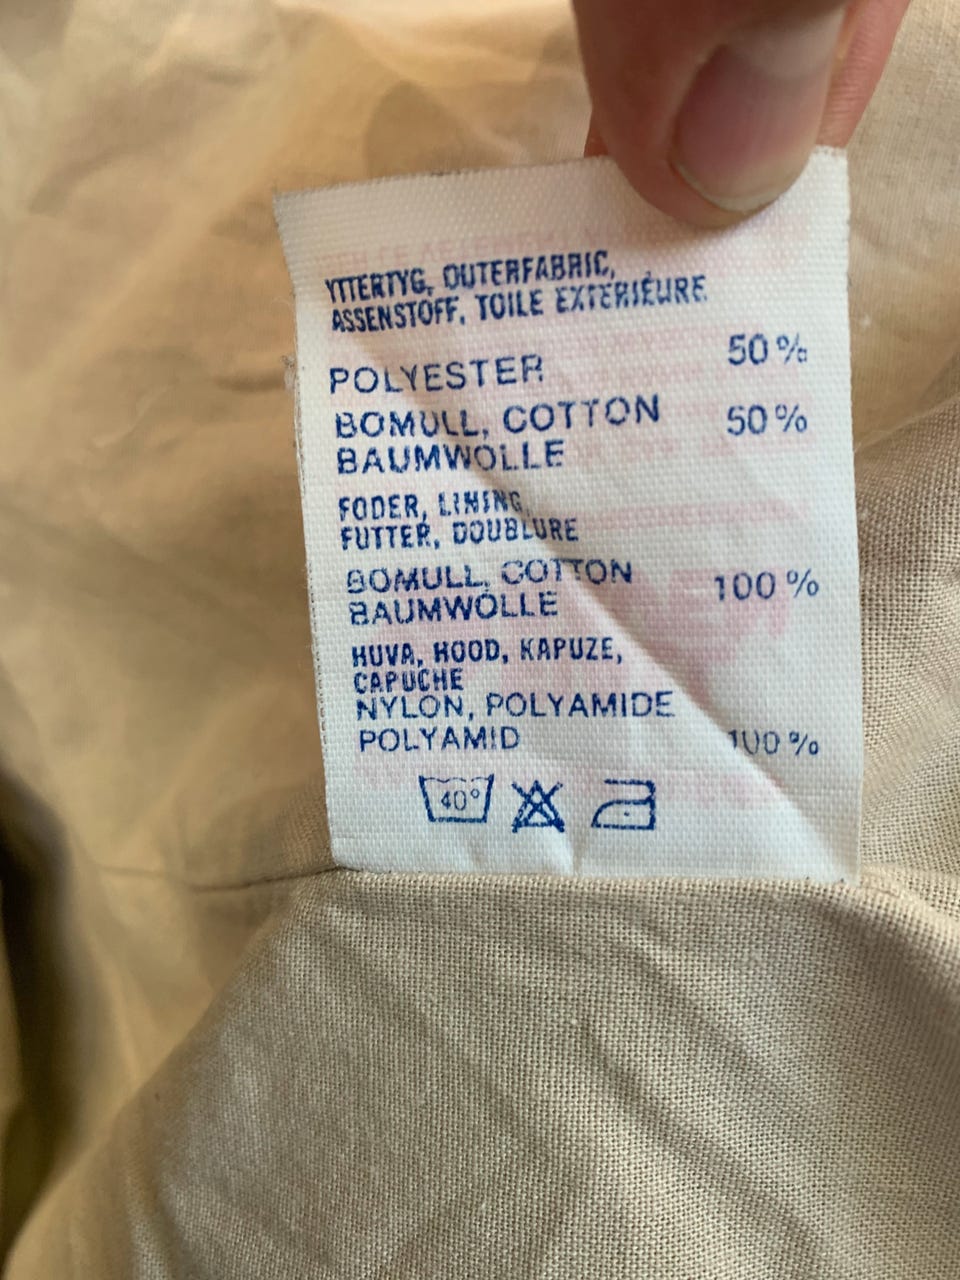 YTTERTYG, OUTERFABRIC,
ASSENSTOFF, TOILE EXTERIÉURE
POLYESTER 50 %
BOMULL, COTTON 50 %
BAUMWOLLE
FODER, LINING
FUTTER, DOUBLURE
BOMULL, COTTON 100 %
BAUMWOLLE
HUVA, HOOD, KAPUZE,
CAPUCHE
NYLON, POLYAMIDE
POLYAMID 100 %
40°